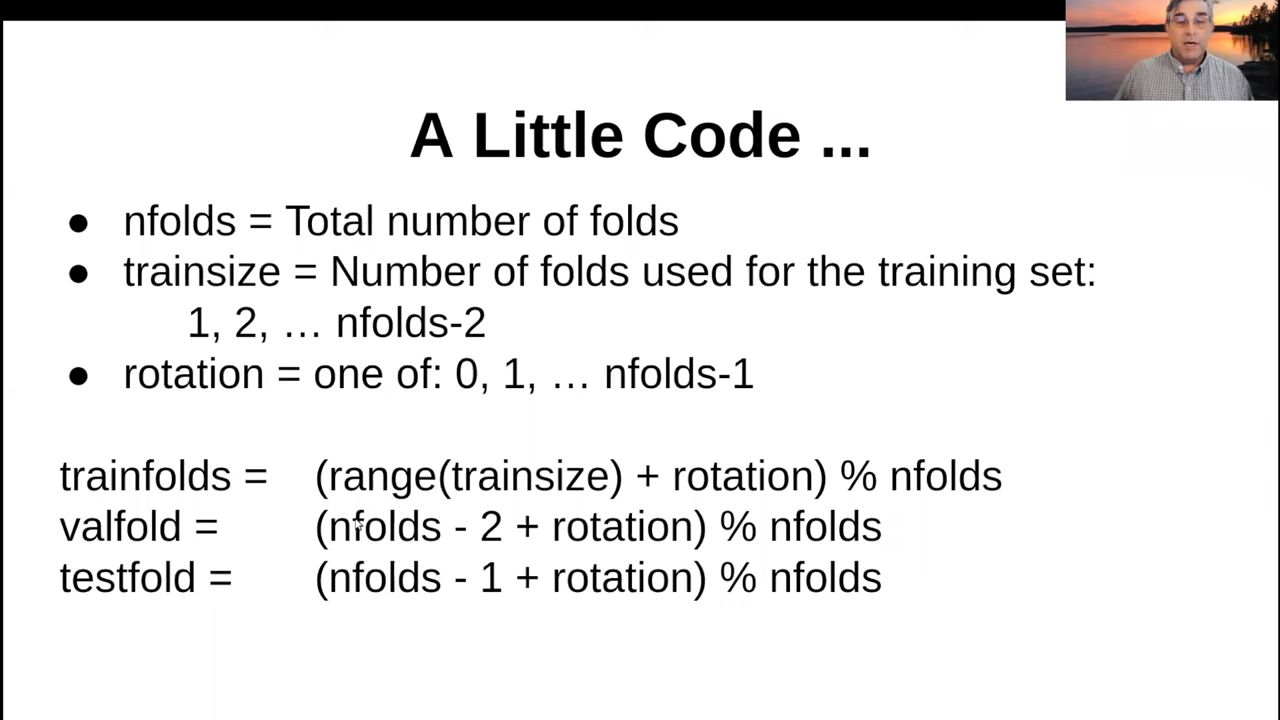 A Little Code ...
● nfolds = Total number of folds
● trainsize = Number of folds used for the training set:
1, 2, … nfolds-2
● rotation = one of: 0, 1, … nfolds-1
trainfolds = (range(trainsize) + rotation) % nfolds
valfold = (nfolds - 2 + rotation) % nfolds
testfold = (nfolds - 1 + rotation) % nfolds